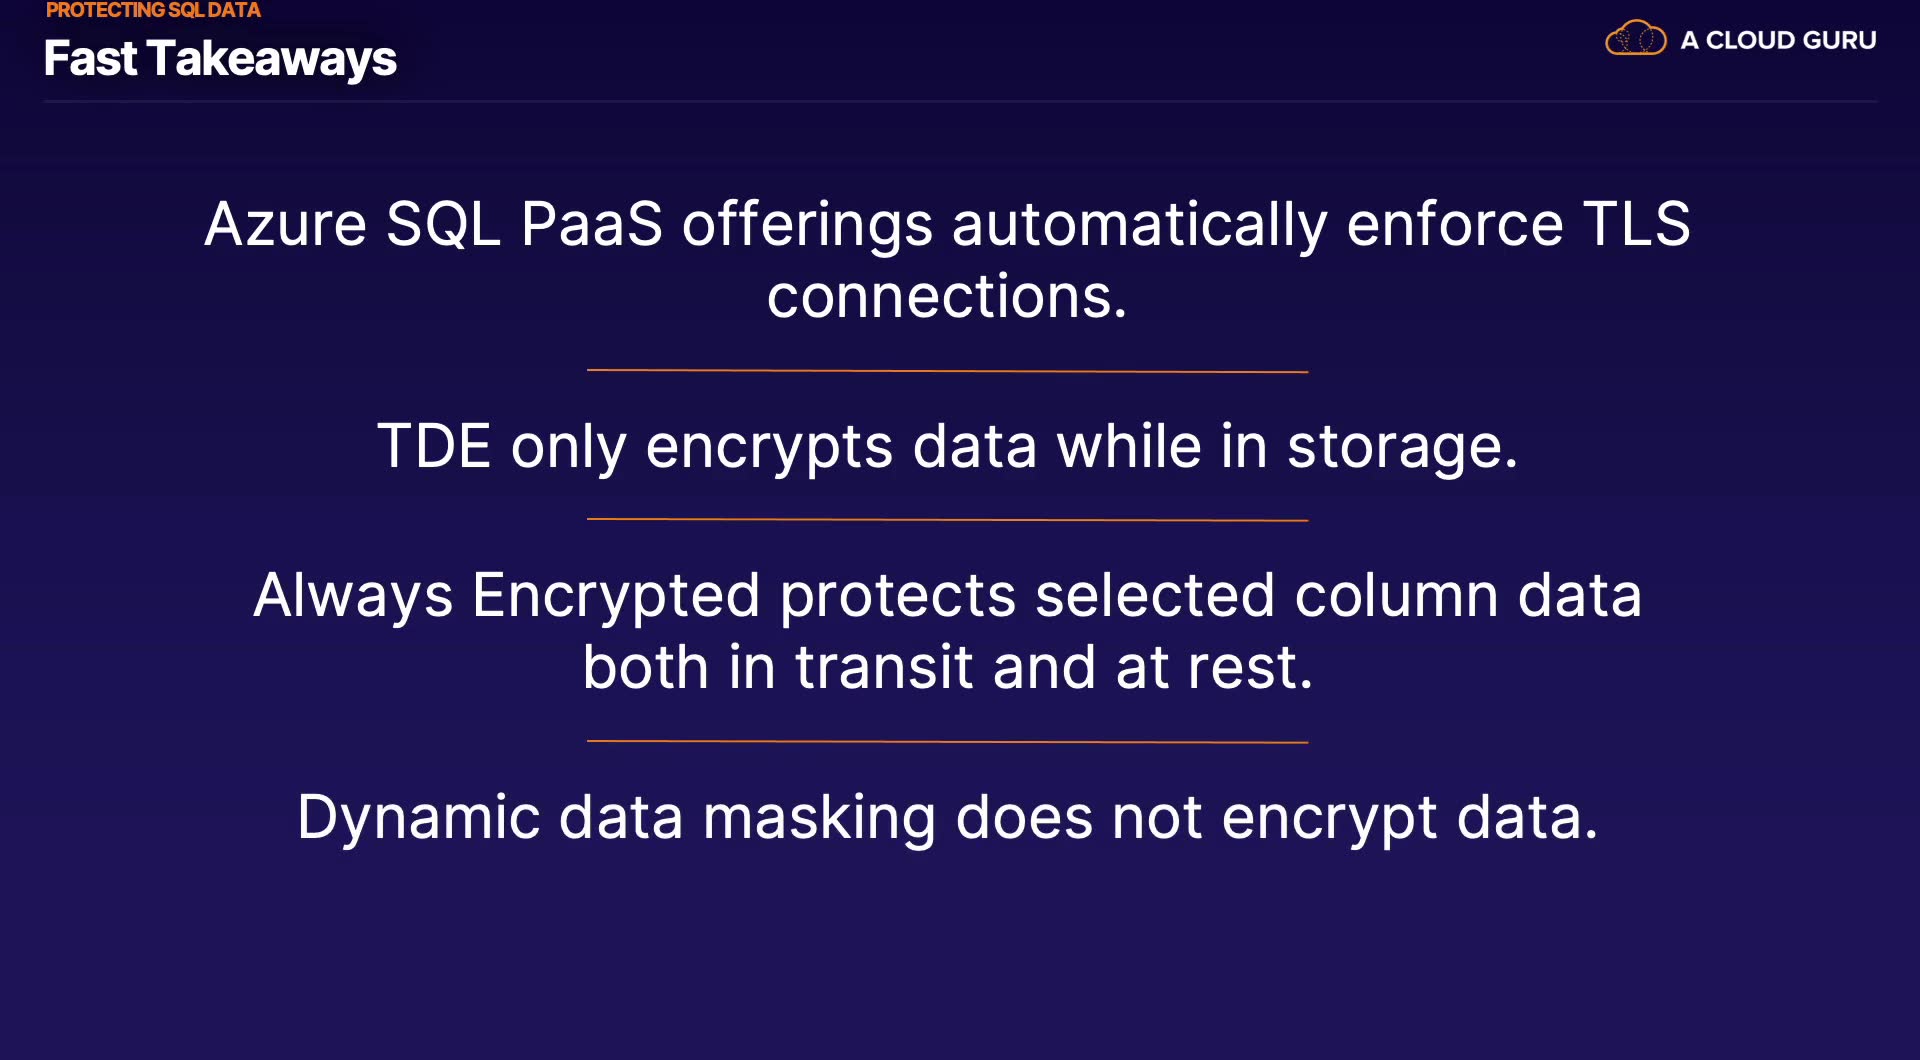 PROTECTING SQL DATA
Fast Takeaways
A CLOUD GURU
Azure SQL PaaS offerings automatically enforce TLS
connections.
TDE only encrypts data while in storage.
Always Encrypted protects selected column data
both in transit and at rest.
Dynamic data masking does not encrypt data.